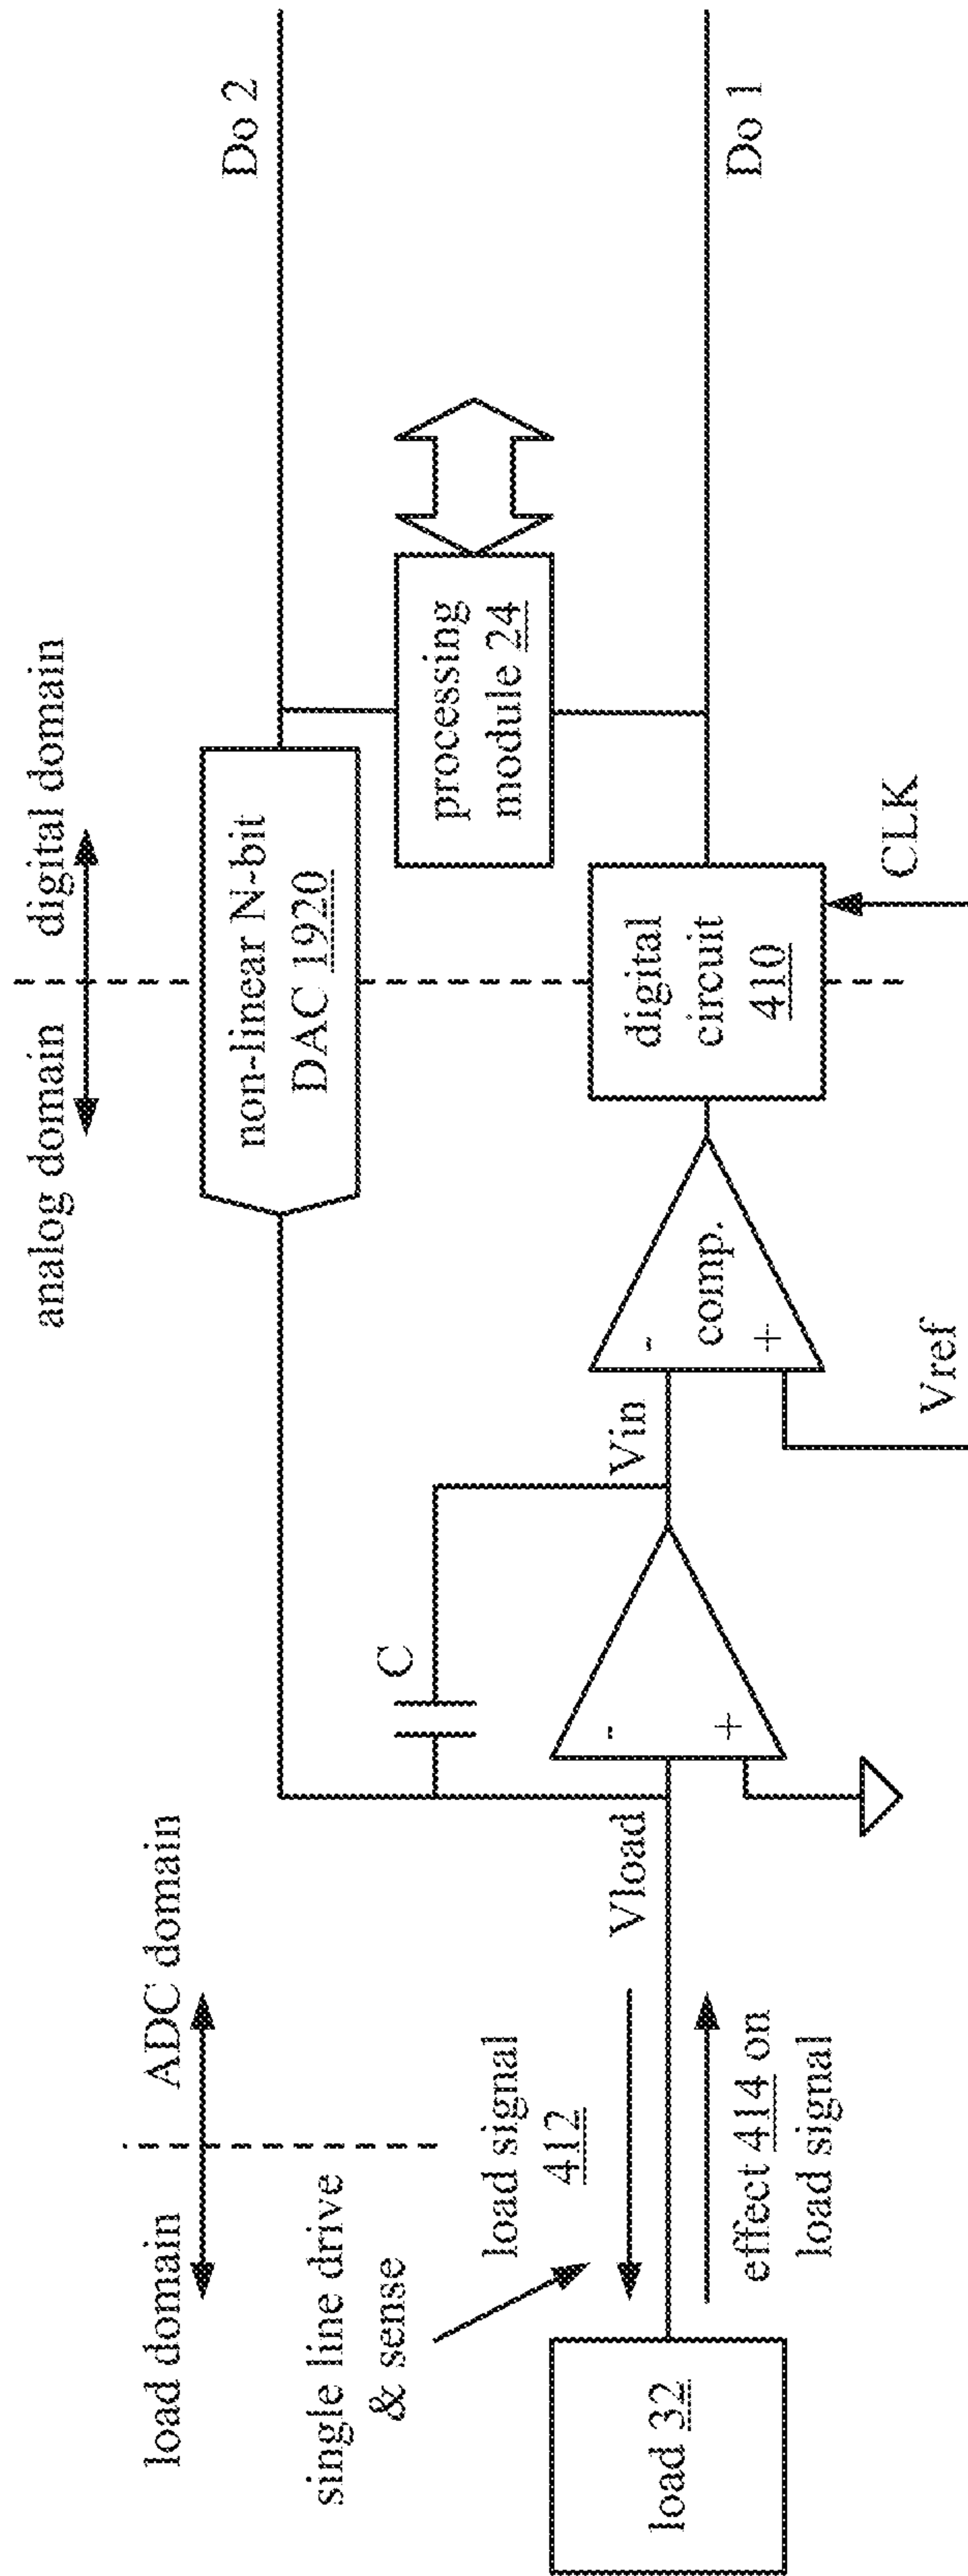 analog domain
digital domain
load domain
ADC domain
non-linear N-bit
DAC 1920
Do 2
single line drive
& sense
C
processing
module 24
load signal
412
Vload
-
+
Vin
-
comp.
+
digital
circuit
410
Do 1
load 32
effect 414 on
load signal
CLK
Vref